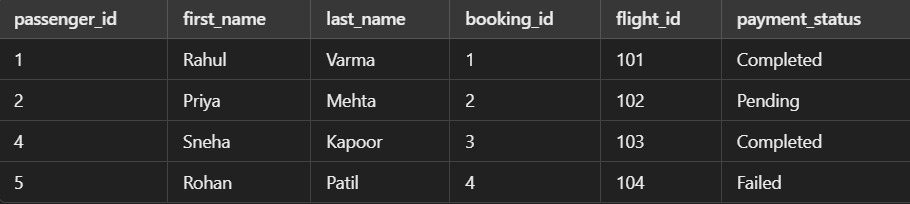 passenger_id first_name last_name booking_id flight_id payment_status
1 Rahul Varma 1 101 Completed
2 Priya Mehta 2 102 Pending
4 Sneha Kapoor 3 103 Completed
5 Rohan Patil 4 104 Failed